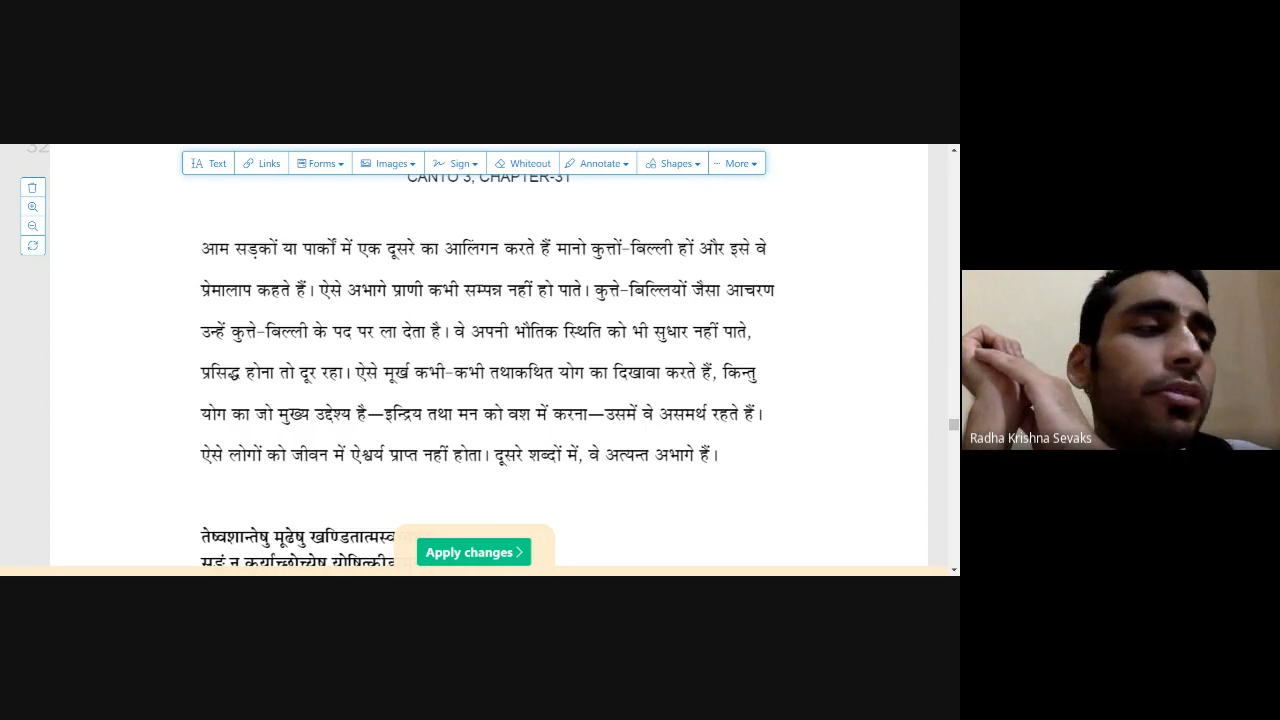 32
Text Links Forms Images Sign Whiteout Annotate Shapes More
CANTO 3, CHAPTER-31
आम सड़कों या पार्कों में एक दूसरे का आलिंगन करते हैं मानो कुत्तों-बिल्ली हों और इसे वे
प्रेमालाप कहते हैं। ऐसे अभागे प्राणी कभी सम्पन्न नहीं हो पाते। कुत्ते-बिल्लियों जैसा आचरण
उन्हें कुत्ते-बिल्ली के पद पर ला देता है। वे अपनी भौतिक स्थिति को भी सुधार नहीं पाते,
प्रसिद्ध होना तो दूर रहा। ऐसे मूर्ख कभी-कभी तथाकथित योग का दिखावा करते हैं, किन्तु
योग का जो मुख्य उद्देश्य है—इन्द्रिय तथा मन को वश में करना—उसमें वे असमर्थ रहते हैं।
ऐसे लोगों को जीवन में ऐश्वर्य प्राप्त नहीं होता। दूसरे शब्दों में, वे अत्यन्त अभागे हैं।
तेष्वशान्तेषु मूढेषु
सङ्गं न कुर्याच्छोच्येषु
Apply changes
Radha Krishna Sevaks